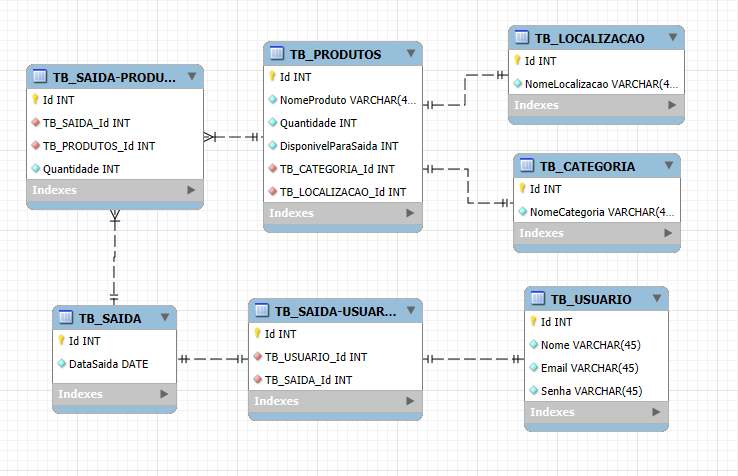 TB_SAIDA-PRODU...
Id INT
TB_SAIDA_Id INT
TB_PRODUTOS_Id INT
Quantidade INT
Indexes
TB_PRODUTOS
Id INT
NomeProduto VARCHAR(4...
Quantidade INT
DisponivelParaSaida INT
TB_CATEGORIA_Id INT
TB_LOCALIZACAO_Id INT
Indexes
TB_LOCALIZACAO
Id INT
NomeLocalizacao VARCHAR(4...
Indexes
TB_CATEGORIA
Id INT
NomeCategoria VARCHAR(4...
Indexes
TB_SAIDA
Id INT
DataSaida DATE
Indexes
TB_SAIDA-USUAR...
Id INT
TB_USUARIO_Id INT
TB_SAIDA_Id INT
Indexes
TB_USUARIO
Id INT
Nome VARCHAR(45)
Email VARCHAR(45)
Senha VARCHAR(45)
Indexes